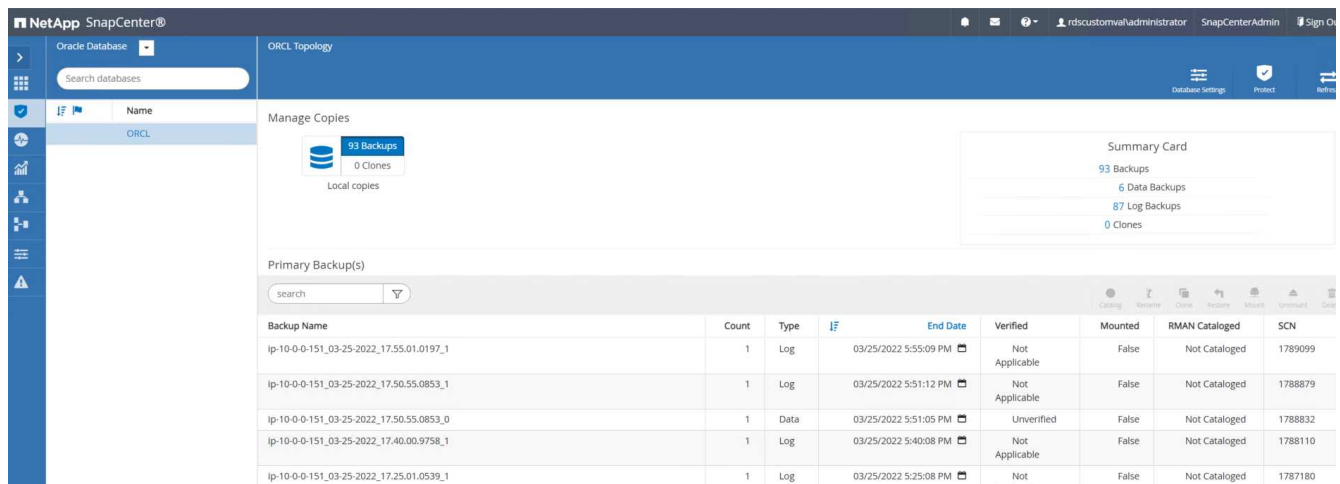 NetApp SnapCenter®
rdscustomval\administrator SnapCenterAdmin Sign Ou
Oracle Database
ORCL Topology
Search databases
Database Settings Protect Refres
Name
ORCL
Manage Copies
93 Backups
0 Clones
Local copies
Summary Card
93 Backups
6 Data Backups
87 Log Backups
0 Clones
Primary Backup(s)
search
Catalog Rename Clone Restore Mount Unmount
Backup Name Count Type End Date Verified Mounted RMAN Cataloged SCN
ip-10-0-0-151_03-25-2022_17.55.01.0197_1 1 Log 03/25/2022 5:55:09 PM Not Applicable False Not Cataloged 1789099
ip-10-0-0-151_03-25-2022_17.50.55.0853_1 1 Log 03/25/2022 5:51:12 PM Not Applicable False Not Cataloged 1788879
ip-10-0-0-151_03-25-2022_17.50.55.0853_0 1 Data 03/25/2022 5:51:05 PM Unverified False Not Cataloged 1788832
ip-10-0-0-151_03-25-2022_17.40.00.9758_1 1 Log 03/25/2022 5:40:08 PM Not Applicable False Not Cataloged 1788110
ip-10-0-0-151_03-25-2022_17.25.01.0539_1 1 Log 03/25/2022 5:25:08 PM Not False Not Cataloged 1787180